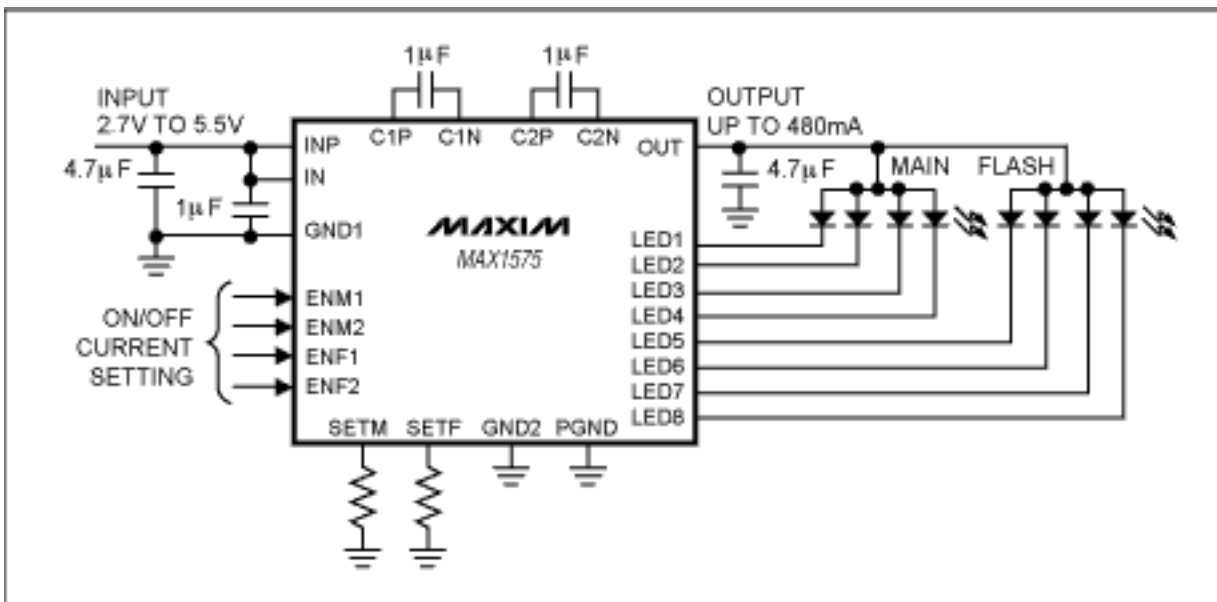 1μF
1μF
INPUT
2.7V TO 5.5V
OUTPUT
UP TO 480mA
C1P
C1N
C2P
C2N
INP
OUT
4.7μF
4.7μF
MAIN
FLASH
IN
1μF
GND1
MAXIM
MAX1575
LED1
LED2
LED3
LED4
LED5
LED6
LED7
LED8
ON/OFF
CURRENT
SETTING
ENM1
ENM2
ENF1
ENF2
SETM
SETF
GND2
PGND